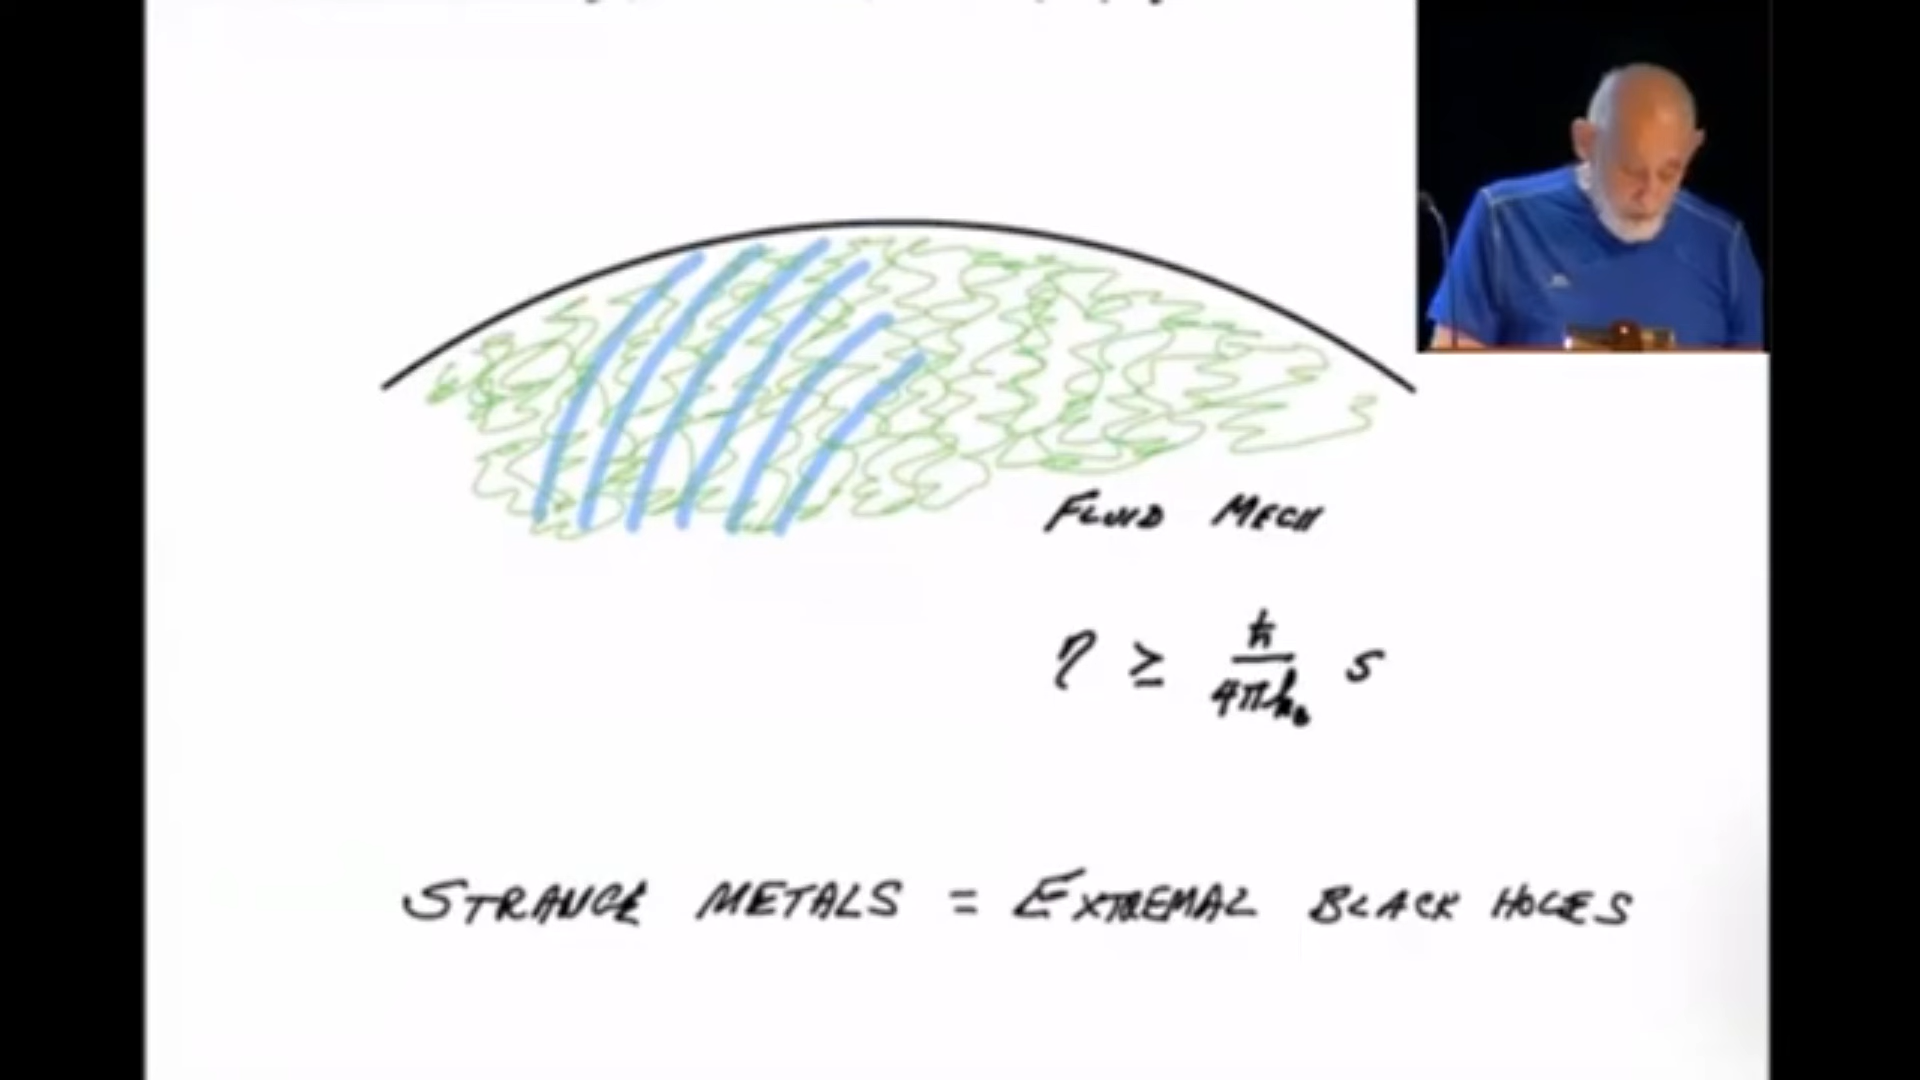 FLUID MECH
η ≥ ħ/4πk_B s
STRANGE METALS = EXTREMAL BLACK HOLES